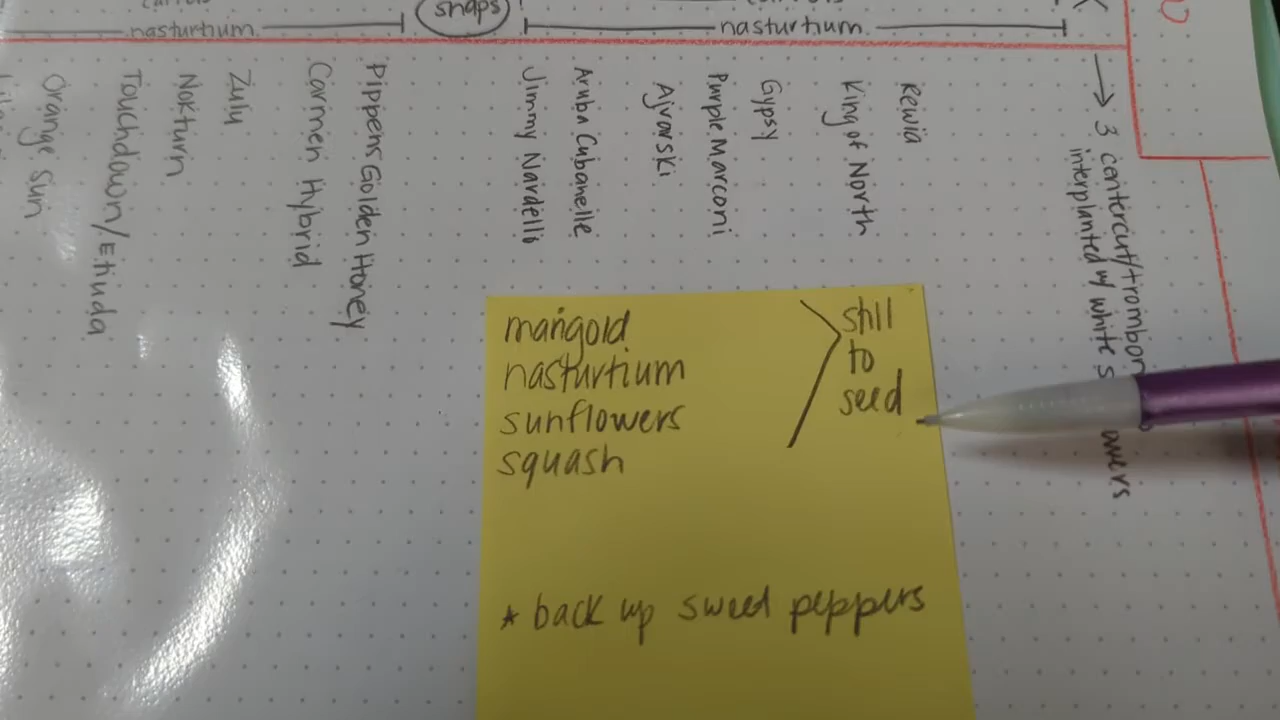 nasturtium
snaps
nasturtium
Orange Sun
Touchdown/Etiuda
Nokturn
Zulu
Carmen Hybrid
Pippens Golden Honey
Jimmy Nardello
Aruba Cubanelle
Ajvarski
Purple Marconi
Gypsy
King of North
Rewia
→ 3 centercut/trombon
interplanted w/ white
marigold
nasturtium
sunflowers
squash
still
to
seed
* back up sweet peppers